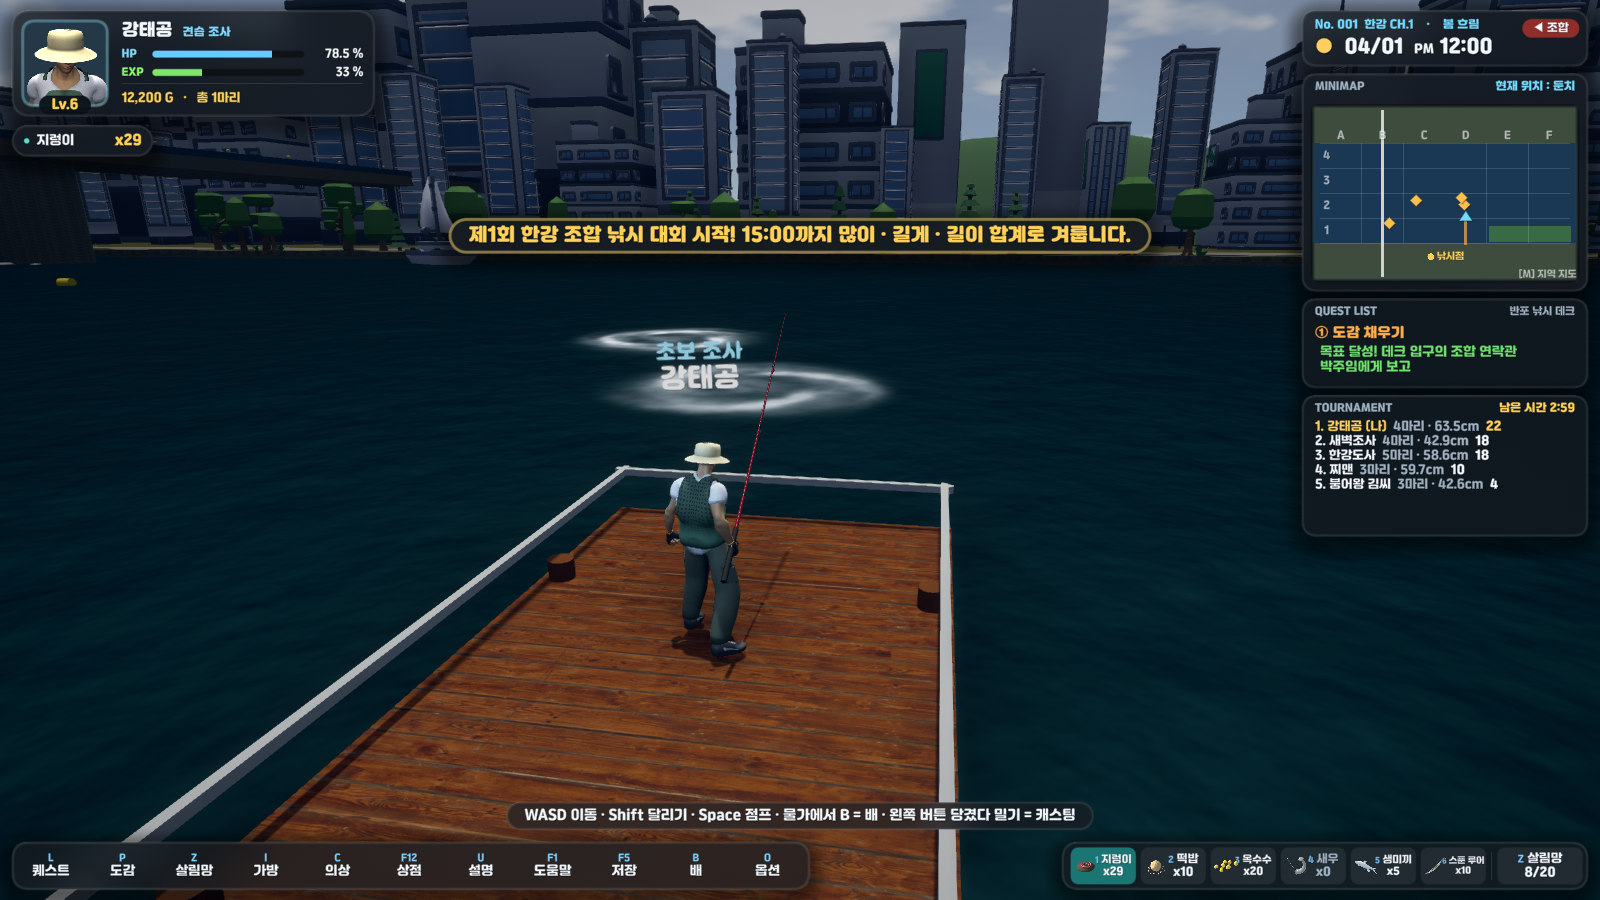 강태공 견습 조사
HP 78.5 %
EXP 33 %
Lv.6
12,200 G · 총 1마리
지렁이 x29
No. 001 한강 CH.1 · 봄 흐림
◀ 조합
04/01 PM 12:00
MINIMAP 현재 위치 : 둔치
A B C D E F
4
3
2
1
낚시점
[M] 지역 지도
QUEST LIST 반포 낚시 데크
① 도감 채우기
목표 달성! 데크 입구의 조합 연락관
박주임에게 보고
TOURNAMENT 남은 시간 2:59
1. 강태공 (나) 4마리 · 63.5cm 22
2. 새벽조사 4마리 · 42.9cm 18
3. 한강도사 5마리 · 58.6cm 18
4. 찌맨 3마리 · 59.7cm 10
5. 붕어왕 김씨 3마리 · 42.6cm 4
제1회 한강 조합 낚시 대회 시작! 15:00까지 많이 · 길게 · 길이 합계로 겨룹니다.
초보 조사
강태공
WASD 이동 · Shift 달리기 · Space 점프 · 물가에서 B = 배 · 왼쪽 버튼 당겼다 밀기 = 캐스팅
L 퀘스트
P 도감
Z 살림망
I 가방
C 의상
F12 상점
U 설명
F1 도움말
F5 저장
B 배
O 옵션
1 지렁이 x29
2 떡밥 x10
3 옥수수 x20
4 새우 x0
5 생미끼 x5
6 스푼 루어 x10
Z 살림망 8/20